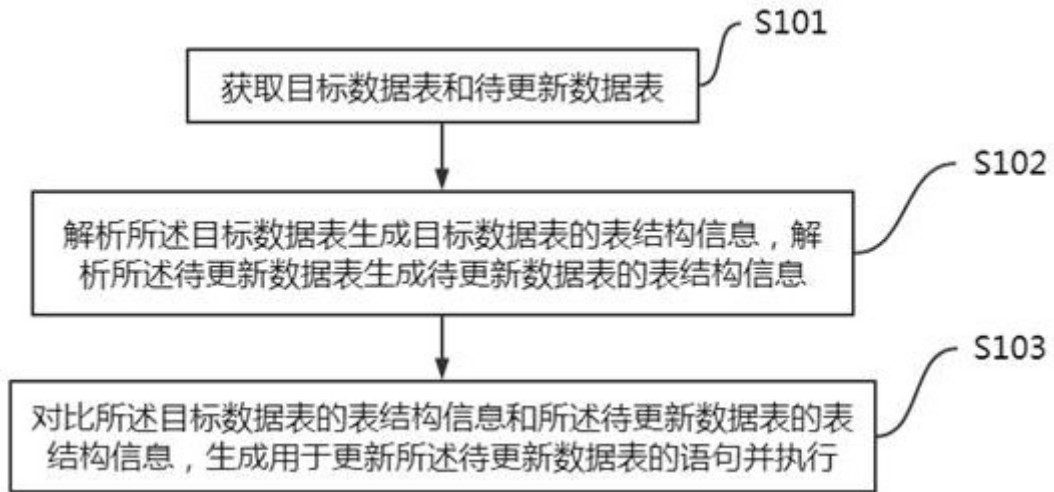 S101
获取目标数据表和待更新数据表
S102
解析所述目标数据表生成目标数据表的表结构信息，解
析所述待更新数据表生成待更新数据表的表结构信息
S103
对比所述目标数据表的表结构信息和所述待更新数据表的表
结构信息，生成用于更新所述待更新数据表的语句并执行